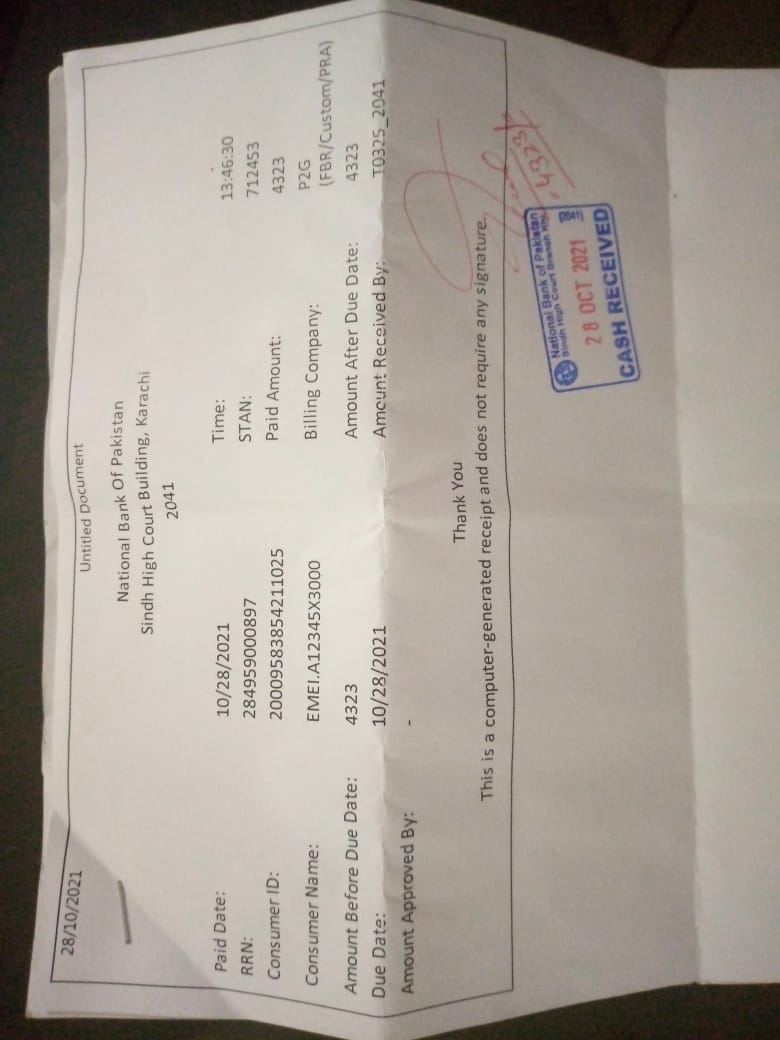 28/10/2021
Untitled Document
National Bank Of Pakistan
Sindh High Court Building, Karachi
2041
Paid Date: 10/28/2021 Time: 13:46:30
RRN: 284959000897 STAN: 712453
Consumer ID: 20009583854211025 Paid Amount: 4323
Consumer Name: EMEI.A12345X3000 Billing Company: P2G
(FBR/Custom/PRA)
Amount Before Due Date: 4323 Amount After Due Date: 4323
Due Date: 10/28/2021 Amount Received By: T0325_2041
Amount Approved By: -
Thank You
This is a computer-generated receipt and does not require any signature.
4323/
National Bank of Pakistan
Sindh High Court Branch Khi.
(2041)
28 OCT 2021
CASH RECEIVED